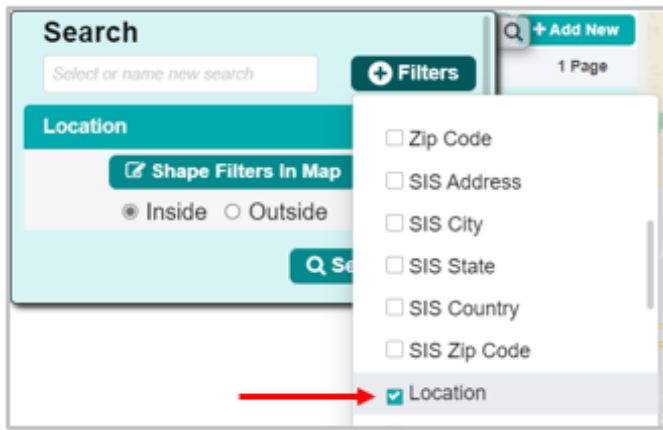 Search
+ Add New
Select or name new search
+ Filters
1 Page
Location
Shape Filters In Map
Inside
Outside
Zip Code
SIS Address
SIS City
SIS State
SIS Country
SIS Zip Code
Location